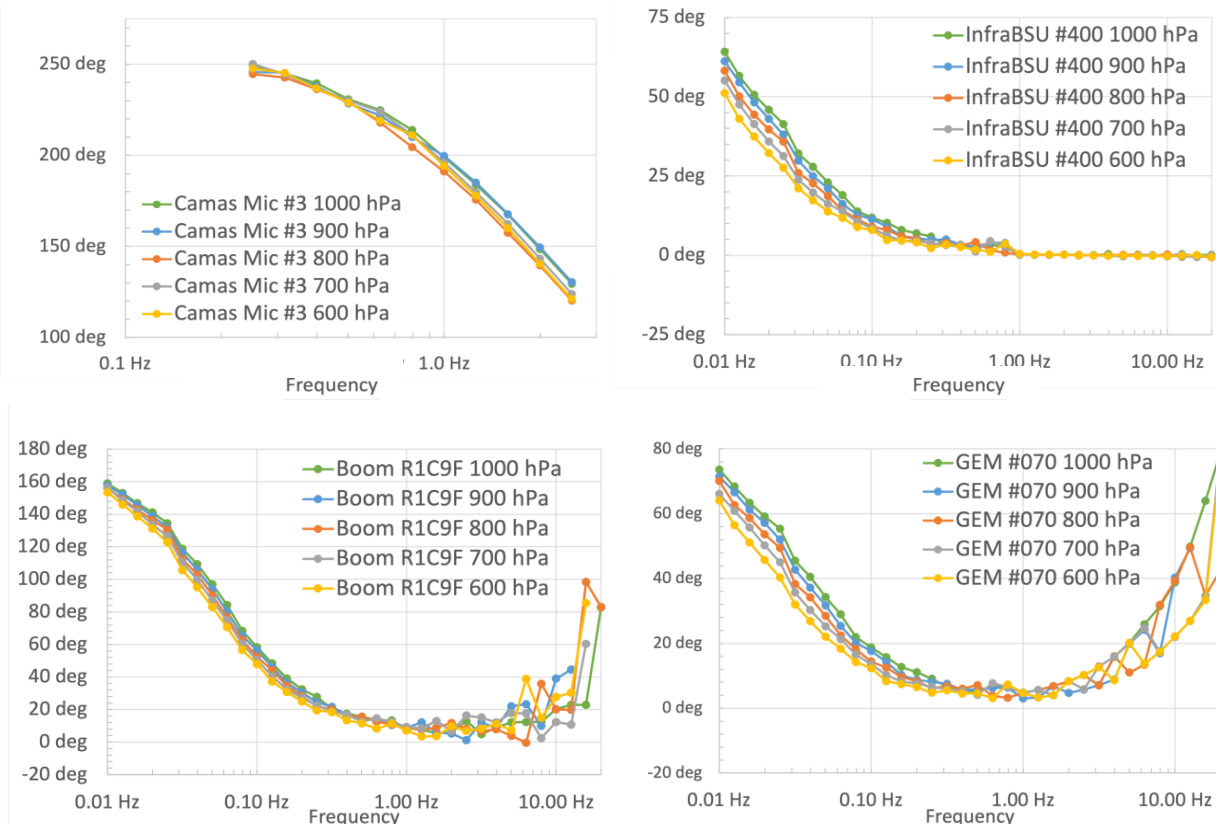 250 deg
200 deg
150 deg
100 deg
Camas Mic #3 1000 hPa
Camas Mic #3 900 hPa
Camas Mic #3 800 hPa
Camas Mic #3 700 hPa
Camas Mic #3 600 hPa
0.1 Hz
1.0 Hz
Frequency
75 deg
50 deg
25 deg
0 deg
-25 deg
InfraBSU #400 1000 hPa
InfraBSU #400 900 hPa
InfraBSU #400 800 hPa
InfraBSU #400 700 hPa
InfraBSU #400 600 hPa
0.01 Hz
0.10 Hz
1.00 Hz
10.00 Hz
Frequency
180 deg
160 deg
140 deg
120 deg
100 deg
80 deg
60 deg
40 deg
20 deg
0 deg
-20 deg
Boom R1C9F 1000 hPa
Boom R1C9F 900 hPa
Boom R1C9F 800 hPa
Boom R1C9F 700 hPa
Boom R1C9F 600 hPa
0.01 Hz
0.10 Hz
1.00 Hz
10.00 Hz
Frequency
80 deg
60 deg
40 deg
20 deg
0 deg
-20 deg
GEM #070 1000 hPa
GEM #070 900 hPa
GEM #070 800 hPa
GEM #070 700 hPa
GEM #070 600 hPa
0.01 Hz
0.10 Hz
1.00 Hz
10.00 Hz
Frequency